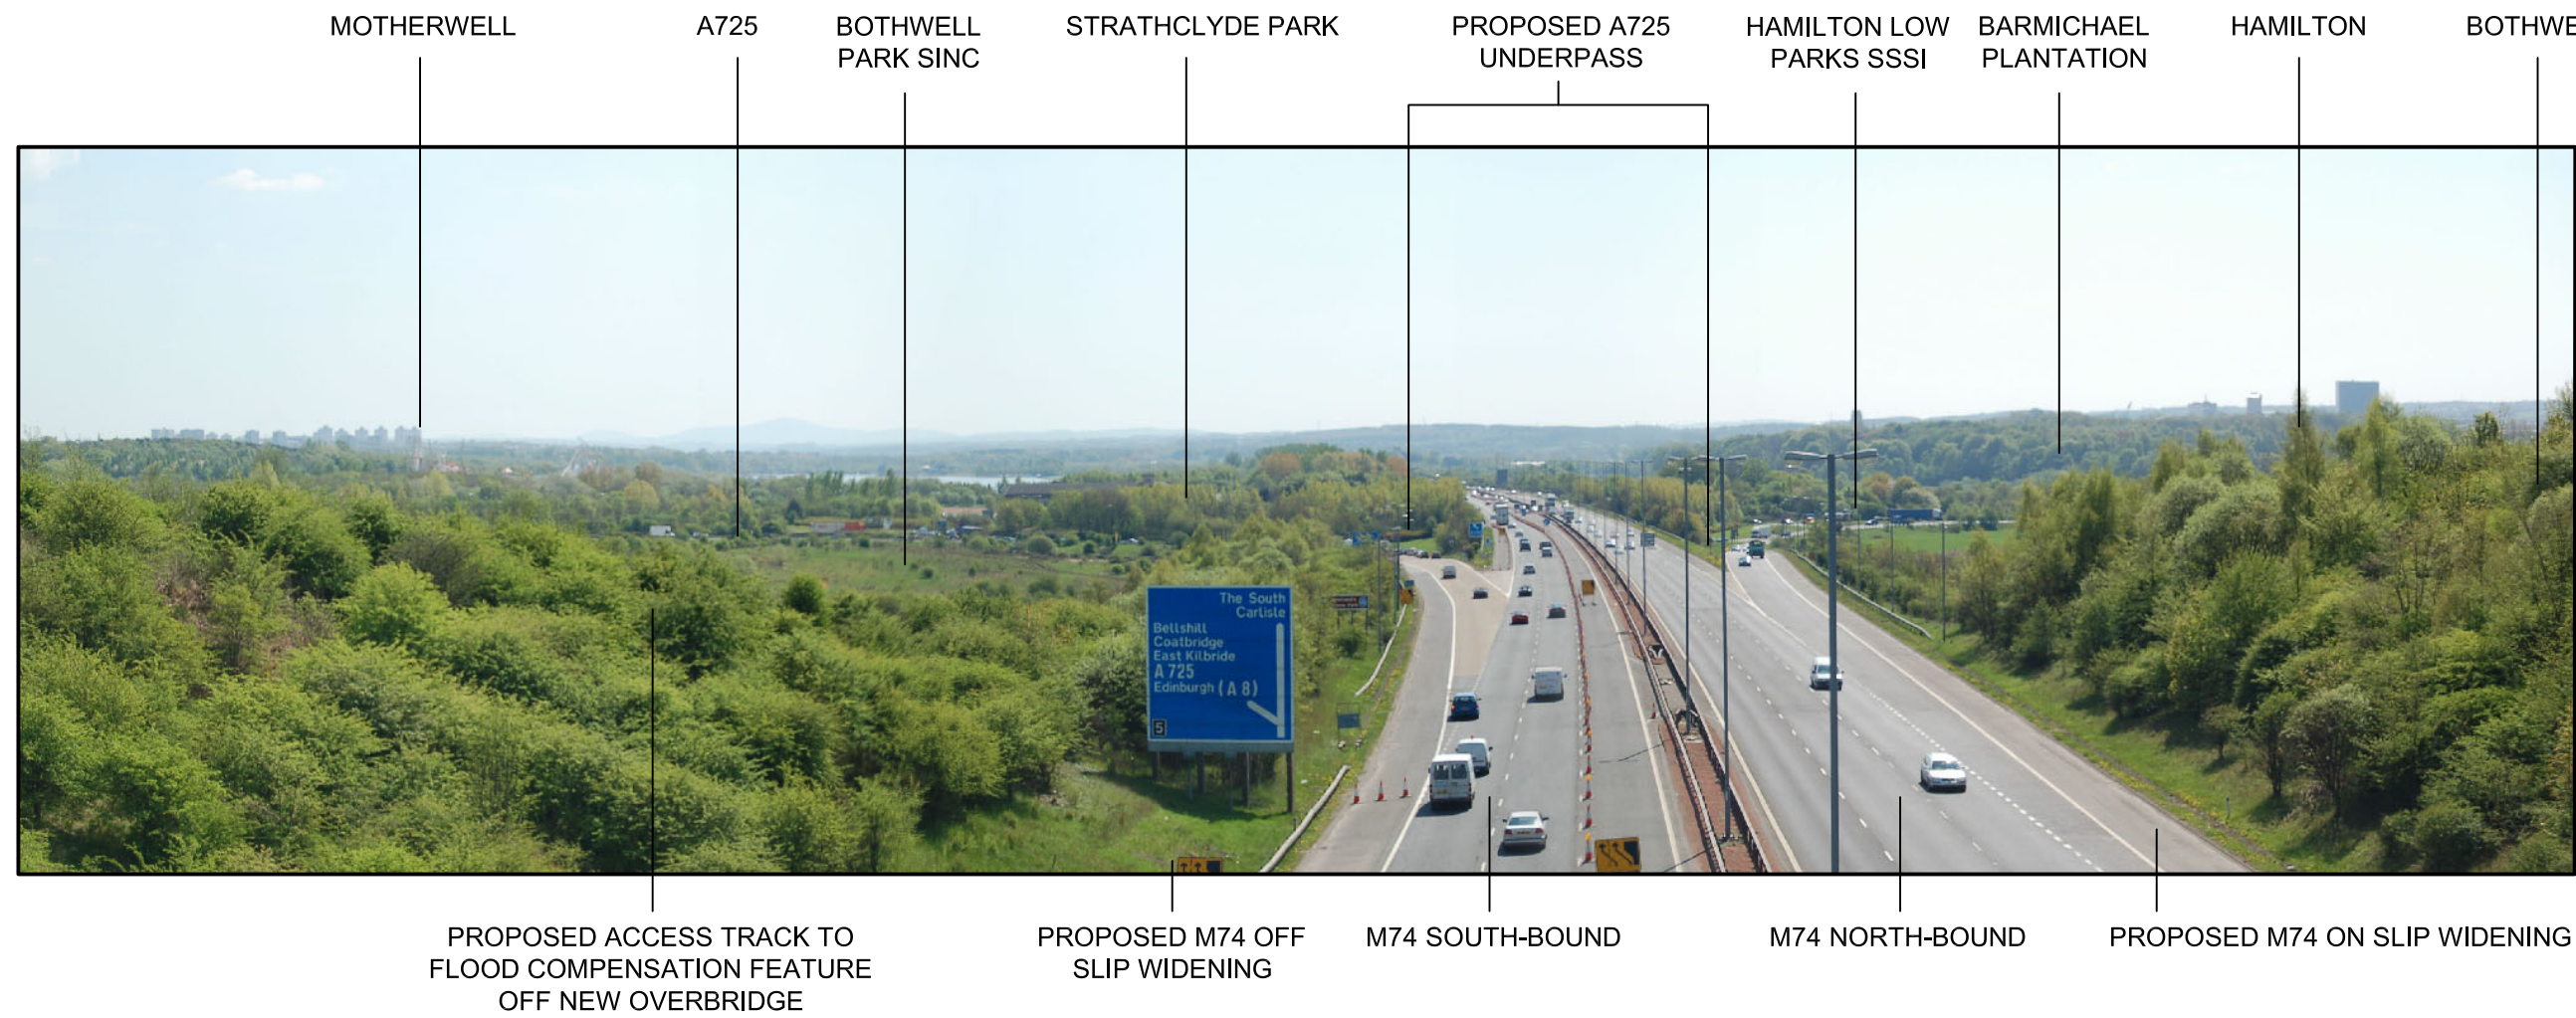 MOTHERWELL
A725
BOTHWELL
PARK SINC
STRATHCLYDE PARK
PROPOSED A725
UNDERPASS
HAMILTON LOW
PARKS SSSI
BARMICHAEL
PLANTATION
HAMILTON
BOTHWE
The South
Carlisle
Bellshill
Coatbridge
East Kilbride
A 725
Edinburgh (A 8)
5
PROPOSED ACCESS TRACK TO
FLOOD COMPENSATION FEATURE
OFF NEW OVERBRIDGE
PROPOSED M74 OFF
SLIP WIDENING
M74 SOUTH-BOUND
M74 NORTH-BOUND
PROPOSED M74 ON SLIP WIDENING